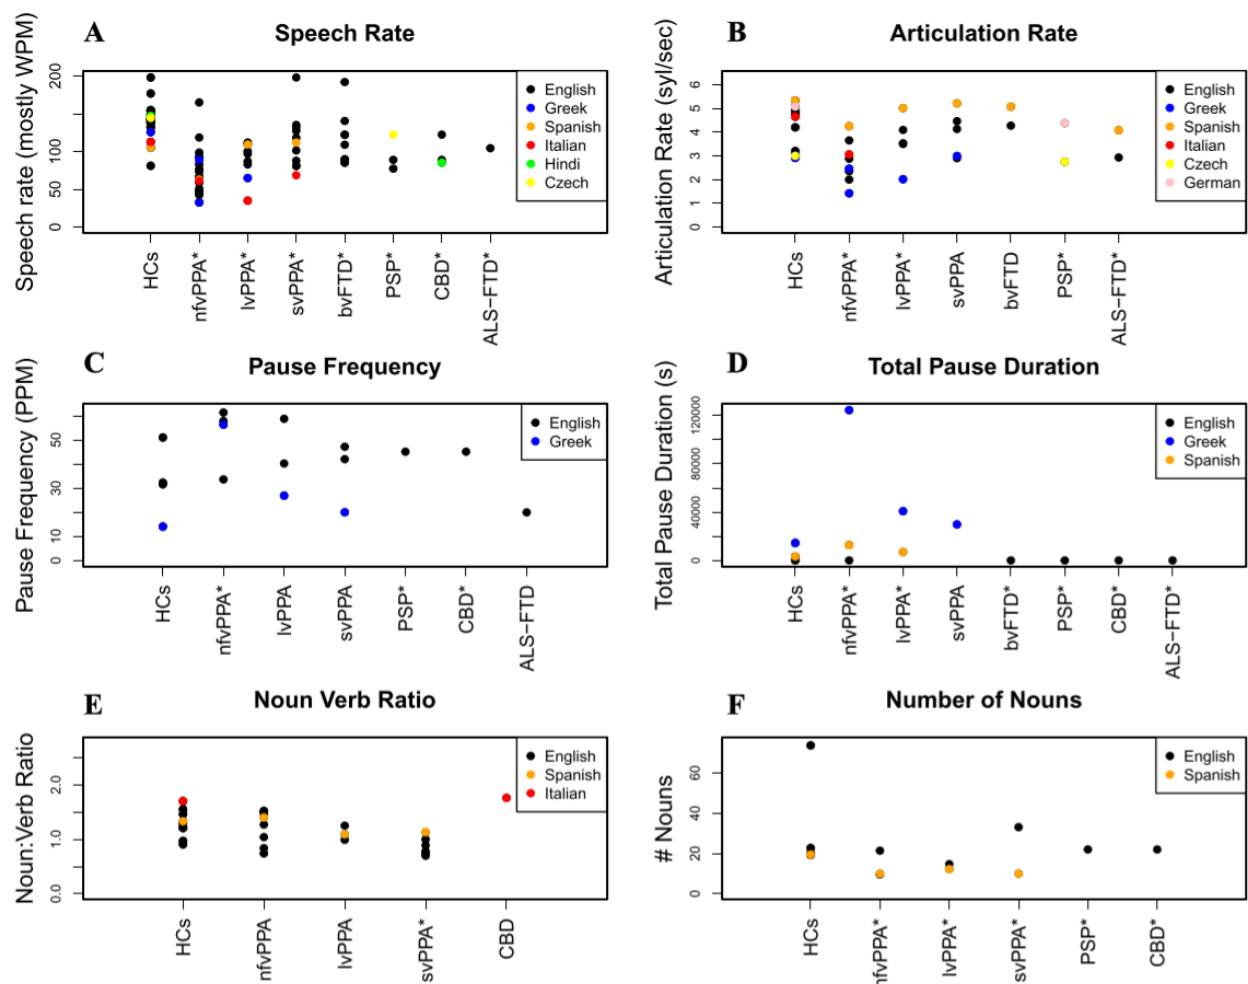 A
Speech Rate
Speech rate (mostly WPM)
200
50
0
English
Greek
Spanish
Italian
Hindi
Czech
HCs
nfvPPA*
lvPPA*
svPPA*
bvFTD*
PSP*
CBD*
ALS−FTD*
B
Articulation Rate
Articulation Rate (syl/sec)
6
5
4
3
2
1
0
English
Greek
Spanish
Italian
Czech
German
HCs
nfvPPA*
lvPPA*
svPPA
bvFTD
PSP*
ALS−FTD*
C
Pause Frequency
Pause Frequency (PPM)
50
30
10
0
English
Greek
HCs
nfvPPA*
lvPPA
svPPA
PSP*
CBD*
ALS−FTD
D
Total Pause Duration
Total Pause Duration (s)
120000
80000
40000
0
English
Greek
Spanish
HCs
nfvPPA*
lvPPA*
svPPA
bvFTD*
PSP*
CBD*
ALS−FTD*
E
Noun Verb Ratio
Noun:Verb Ratio
2.0
1.0
0.0
English
Spanish
Italian
HCs
nfvPPA
lvPPA
svPPA*
CBD
F
Number of Nouns
# Nouns
60
40
20
0
English
Spanish
HCs
nfvPPA*
lvPPA*
svPPA*
PSP*
CBD*